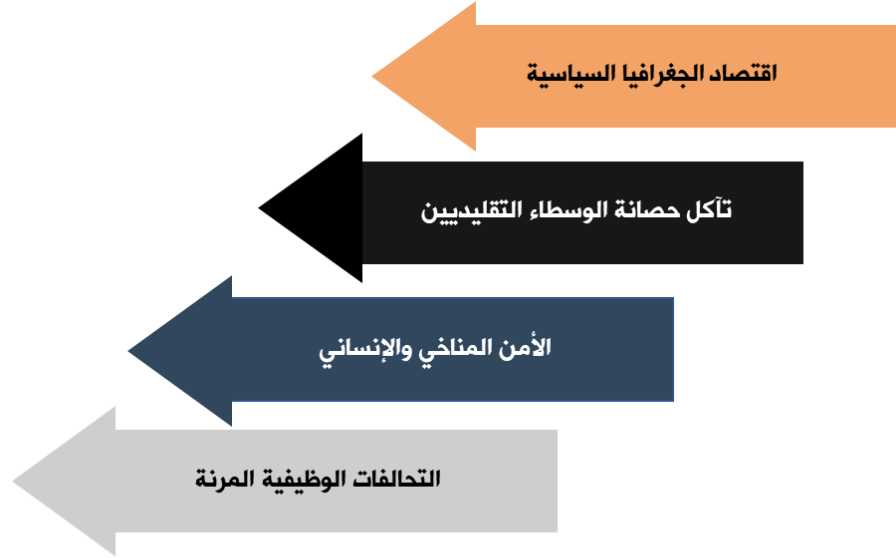 اقتصاد الجغرافيا السياسية
تآكل حصانة الوسطاء التقليديين
الأمن المناخي والإنساني
التحالفات الوظيفية المرنة